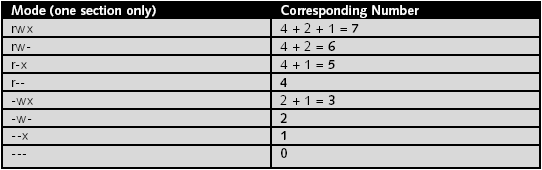 Mode (one section only) Corresponding Number
rwx 4 + 2 + 1 = 7
rw- 4 + 2 = 6
r-x 4 + 1 = 5
r-- 4
-wx 2 + 1 = 3
-w- 2
--x 1
--- 0